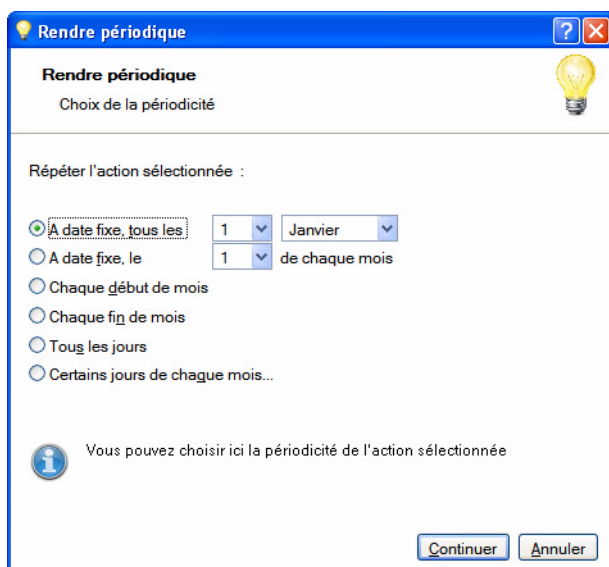 Rendre périodique
Rendre périodique
Choix de la périodicité
Répéter l'action sélectionnée :
A date fixe, tous les 1 Janvier
A date fixe, le 1 de chaque mois
Chaque début de mois
Chaque fin de mois
Tous les jours
Certains jours de chaque mois...
Vous pouvez choisir ici la périodicité de l'action sélectionnée
Continuer Annuler